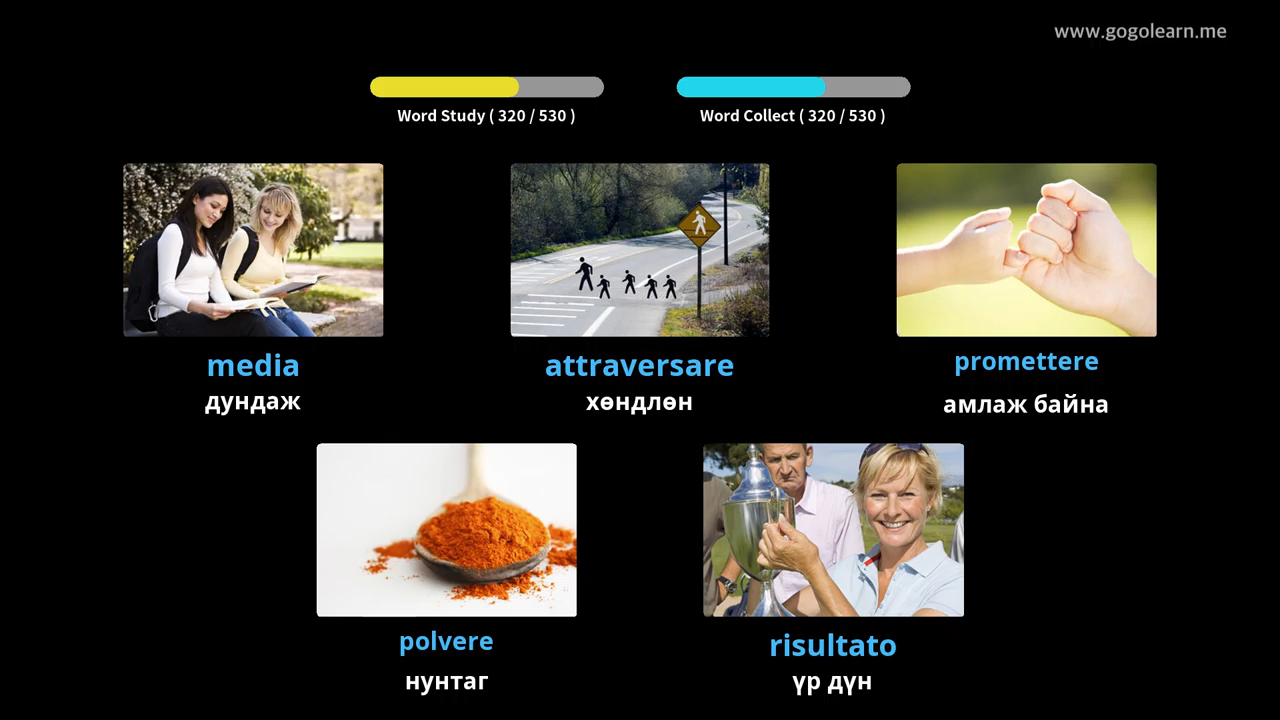 www.gogolearn.me
Word Study ( 320 / 530 )
Word Collect ( 320 / 530 )
media
дундаж
attraversare
хөндлөн
promettere
амлаж байна
polvere
нунтаг
risultato
үр дүн